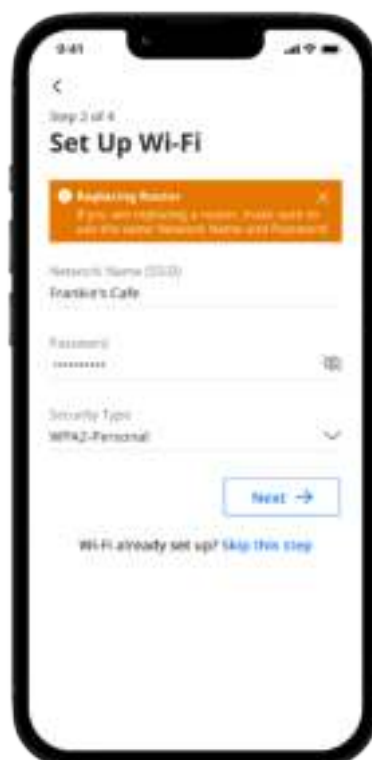 9:41
Step 2 of 4
Set Up Wi-Fi
Replacing Router
If you are replacing a router, make sure to
use the same Network Name and Password
Network Name (SSID)
Frankie's Cafe
Password
••••••••••
Security Type
WPA2-Personal
Next →
Wi-Fi already set up? Skip this step